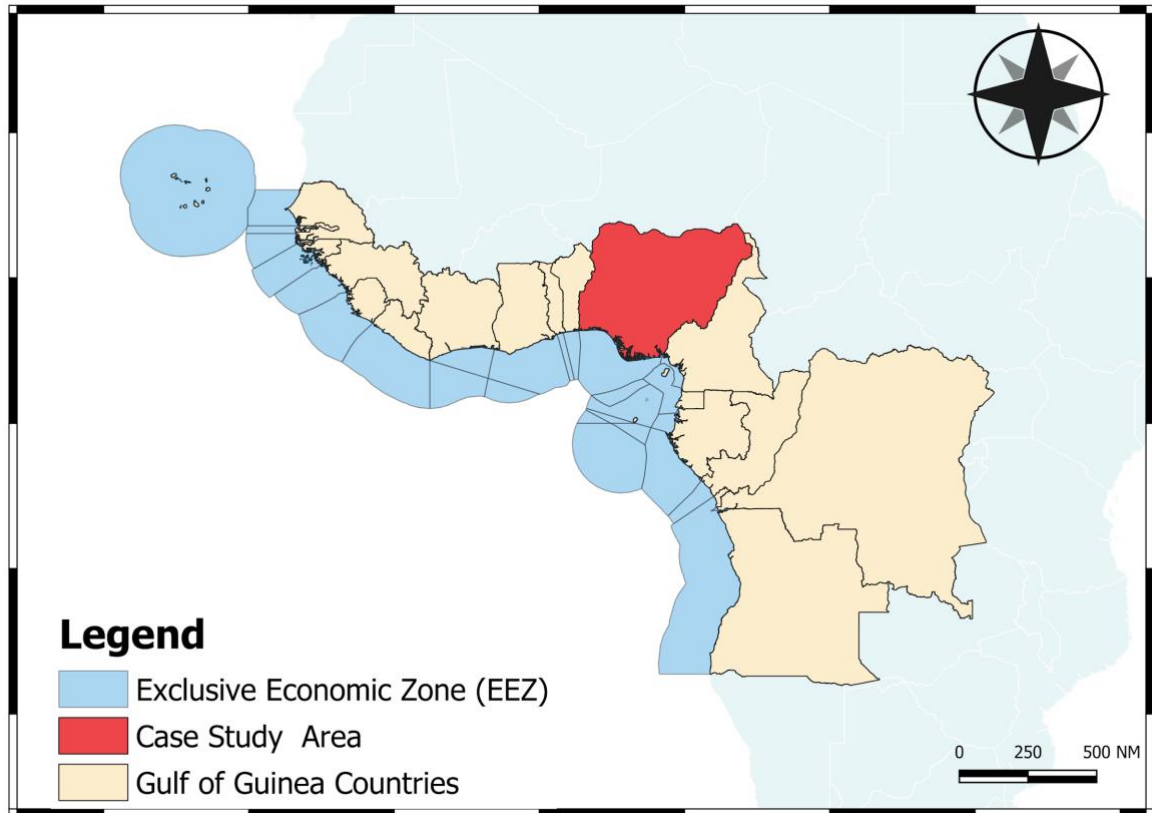 Legend
Exclusive Economic Zone (EEZ)
Case Study Area
Gulf of Guinea Countries
0 250 500 NM